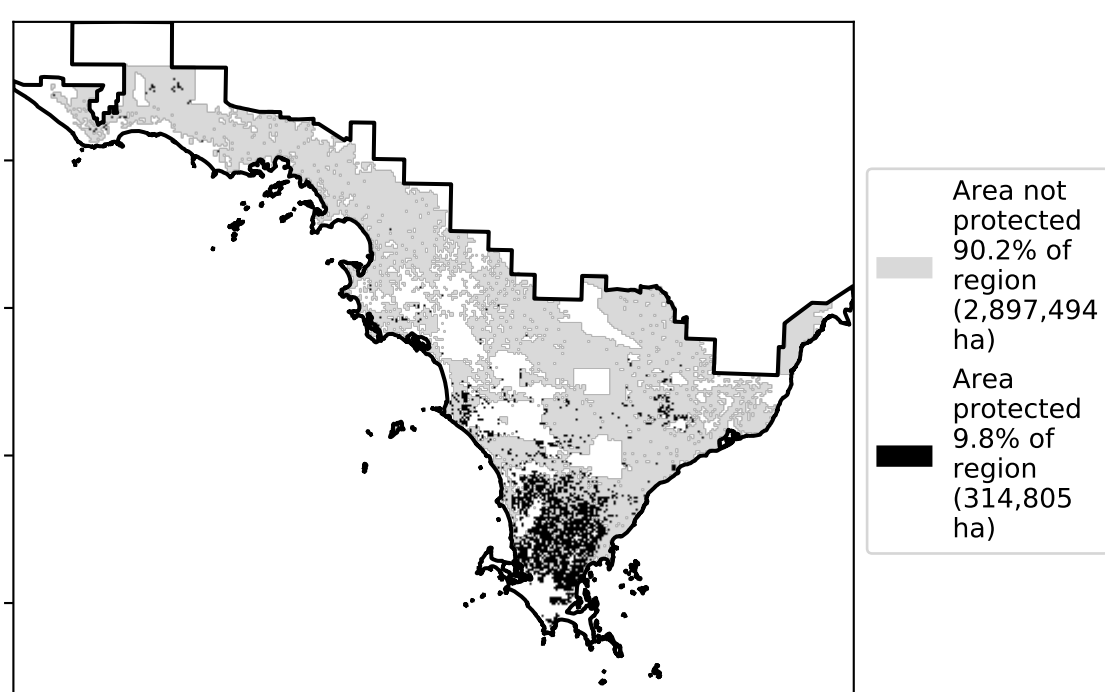 Area not
protected
90.2% of
region
(2,897,494
ha)
Area
protected
9.8% of
region
(314,805
ha)